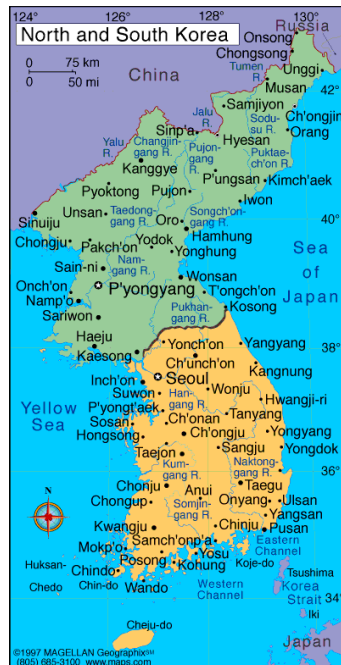 124° 126° 128° 130°
North and South Korea
Russia
Onsong
Chongsong
0 75 km
0 50 mi
China
Tumen
R.
Unggi
Musan
42°
Samjiyon
Ch'ongjin
Jalu
R.
Sodu-
su R.
Orang
Sinp'a
Hyesan
Yalu
R.
Changjin-
gang R.
Pujon-
gang
R.
Puktae-
ch'on R.
Kanggye
P'ungsan
Kimch'aek
Pyoktong
Pujon
Iwon
Unsan
Taedong-
gang R.
Songch'on-
gang R.
40°
Sinuiju
Oro
Hamhung
Chongju
Pakch'on
Yodok
Yonghung
Sea
of
Japan
Sain-ni
Nam-
gang R.
Wonsan
Onch'on
P'yongyang
T'ongch'on
Namp'o
Pukhan-
gang R.
Kosong
Sariwon
Haeju
Yonch'on
Yangyang
38°
Kaesong
Ch'unch'on
Kangnung
Inch'on
Seoul
Suwon
Han-
gang R.
Wonju
Hwangji-ri
Yellow
Sea
P'yongt'aek
Ch'onan
Tanyang
Sosan
Ch'ongju
Yongyang
Hongsong
Yongdok
Taejon
Sangju
Kum-
gang R.
Naktong-
gang R.
36°
Chonju
Anui
Taegu
N
Chongup
Somjin-
gang R.
Onyang
Ulsan
Yangsan
Kwangju
Chinju
Pusan
Samch'onp'a
Eastern
Channel
Mokp'o
Yosu
Koje-do
Huksan-
Chedo
Posong
Kohung
Tsushima
Chindo
Chin-do
Wando
Western
Channel
Korea
Strait
34°
Iki
Cheju-do
Japan
©1997 MAGELLAN Geographix℠
(805) 685-3100 www.maps.com